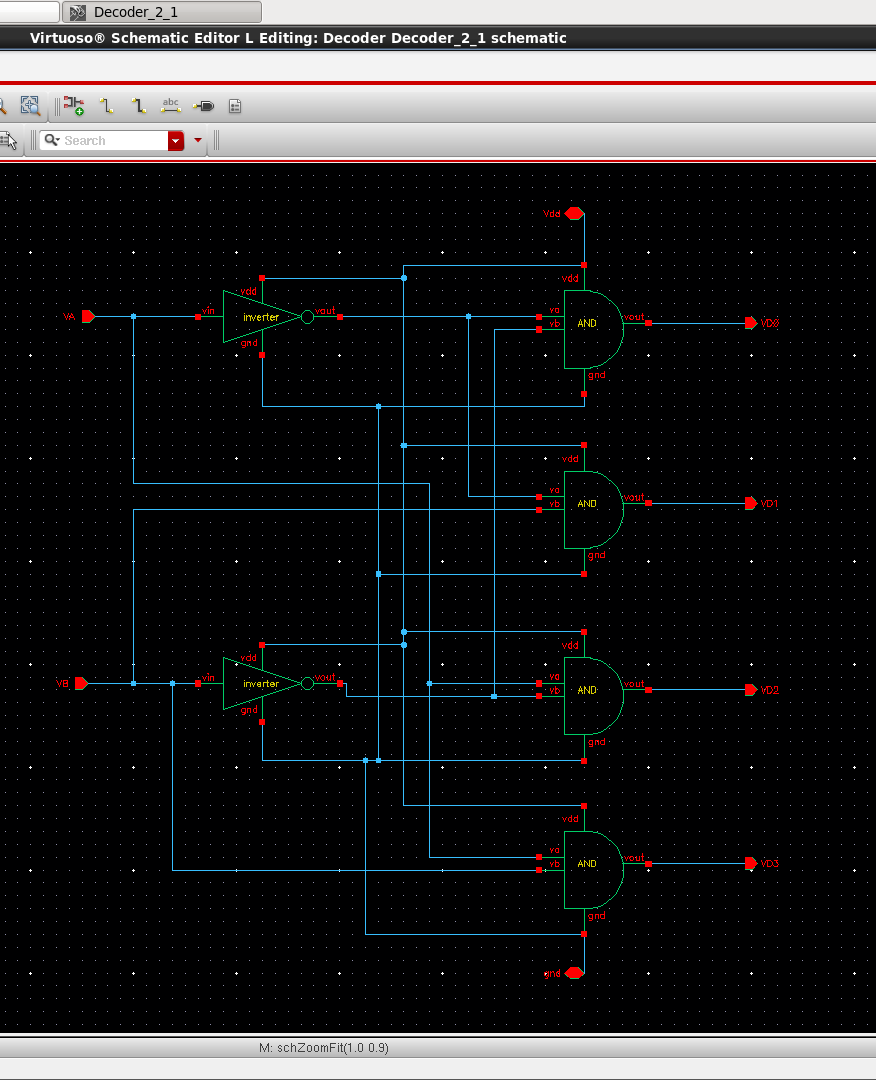 Decoder_2_1
Virtuoso® Schematic Editor L Editing: Decoder Decoder_2_1 schematic
abc
Search
Vdd
vdd
vdd
VA
vin
inverter
vout
va
vb
AND
vout
VD0
gnd
gnd
vdd
va
vb
AND
vout
VD1
gnd
vdd
vdd
VB
vin
inverter
vout
va
vb
AND
vout
VD2
gnd
gnd
vdd
va
vb
AND
vout
VD3
gnd
gnd
M: schZoomFit(1.0 0.9)